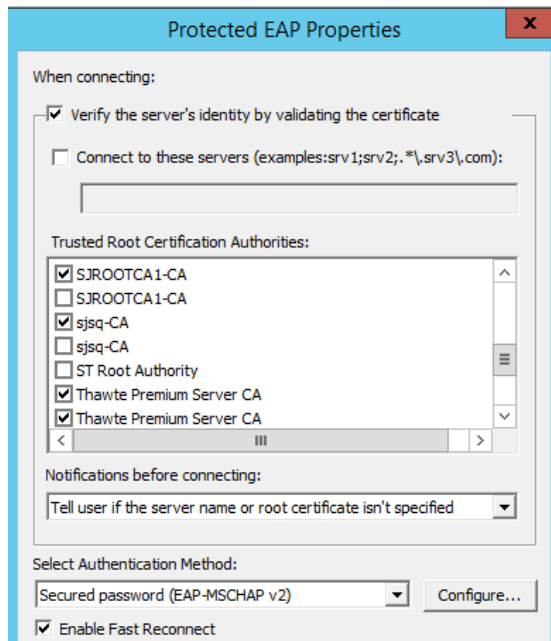 Protected EAP Properties
x
When connecting:
Verify the server's identity by validating the certificate
Connect to these servers (examples:srv1;srv2;.*\.srv3\.com):
Trusted Root Certification Authorities:
SJROOTCA1-CA
SJROOTCA1-CA
sjsq-CA
sjsq-CA
ST Root Authority
Thawte Premium Server CA
Thawte Premium Server CA
Notifications before connecting:
Tell user if the server name or root certificate isn't specified
Select Authentication Method:
Secured password (EAP-MSCHAP v2) Configure...
Enable Fast Reconnect